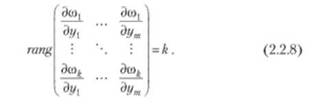 rang ( ∂ω₁/∂y₁ ⋯ ∂ω₁/∂yₘ
⋮ ⋱ ⋮
∂ωₖ/∂y₁ ⋯ ∂ωₖ/∂yₘ ) = k . (2.2.8)